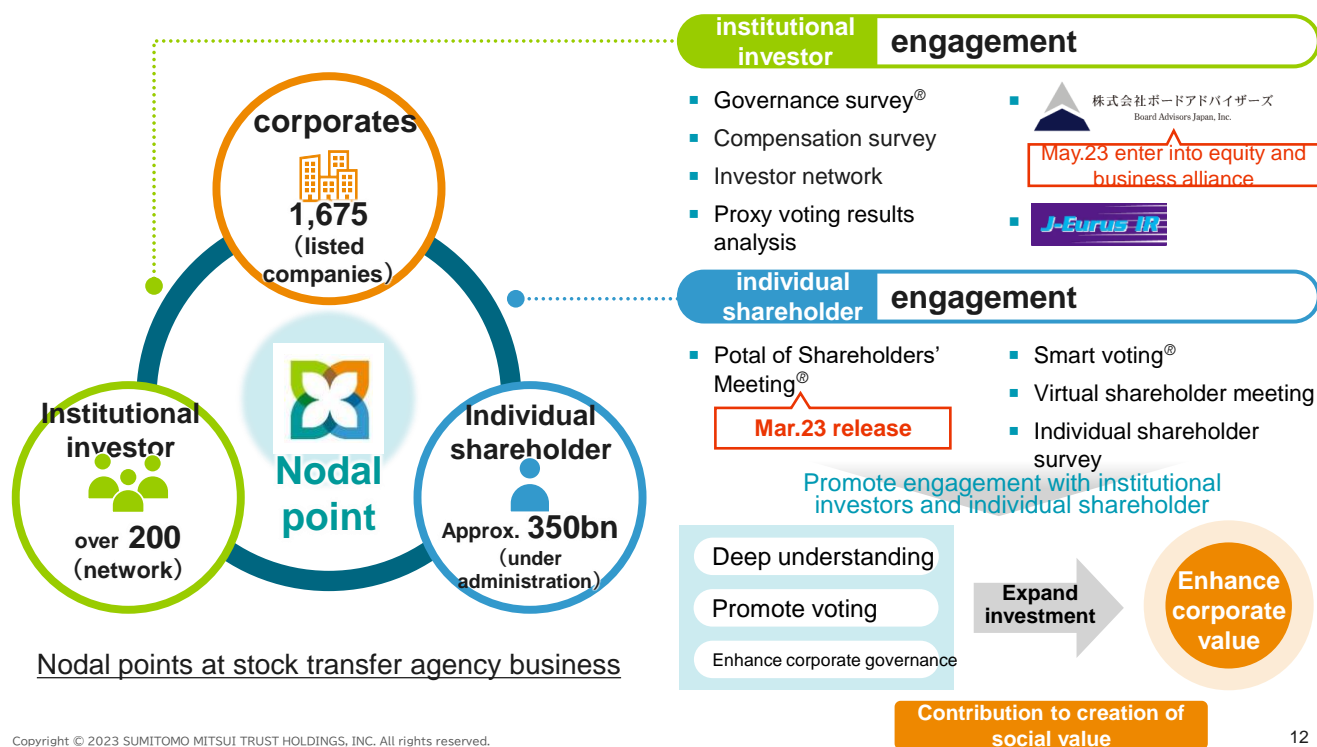 corporates
1,675
（listed
companies）
Institutional
investor
over 200
（network）
Nodal
point
Individual
shareholder
Approx. 350bn
（under
administration）
Nodal points at stock transfer agency business
institutional
investor
engagement
Governance survey®
Compensation survey
Investor network
Proxy voting results
analysis
株式会社ボードアドバイザーズ
Board Advisors Japan, Inc.
May.23 enter into equity and
business alliance
J-Eurus IR
individual
shareholder
engagement
Potal of Shareholders’
Meeting®
Mar.23 release
Smart voting®
Virtual shareholder meeting
Individual shareholder
survey
Promote engagement with institutional
investors and individual shareholder
Deep understanding
Promote voting
Enhance corporate governance
Expand
investment
Enhance
corporate
value
Contribution to creation of
social value
Copyright © 2023 SUMITOMO MITSUI TRUST HOLDINGS, INC. All rights reserved.
12